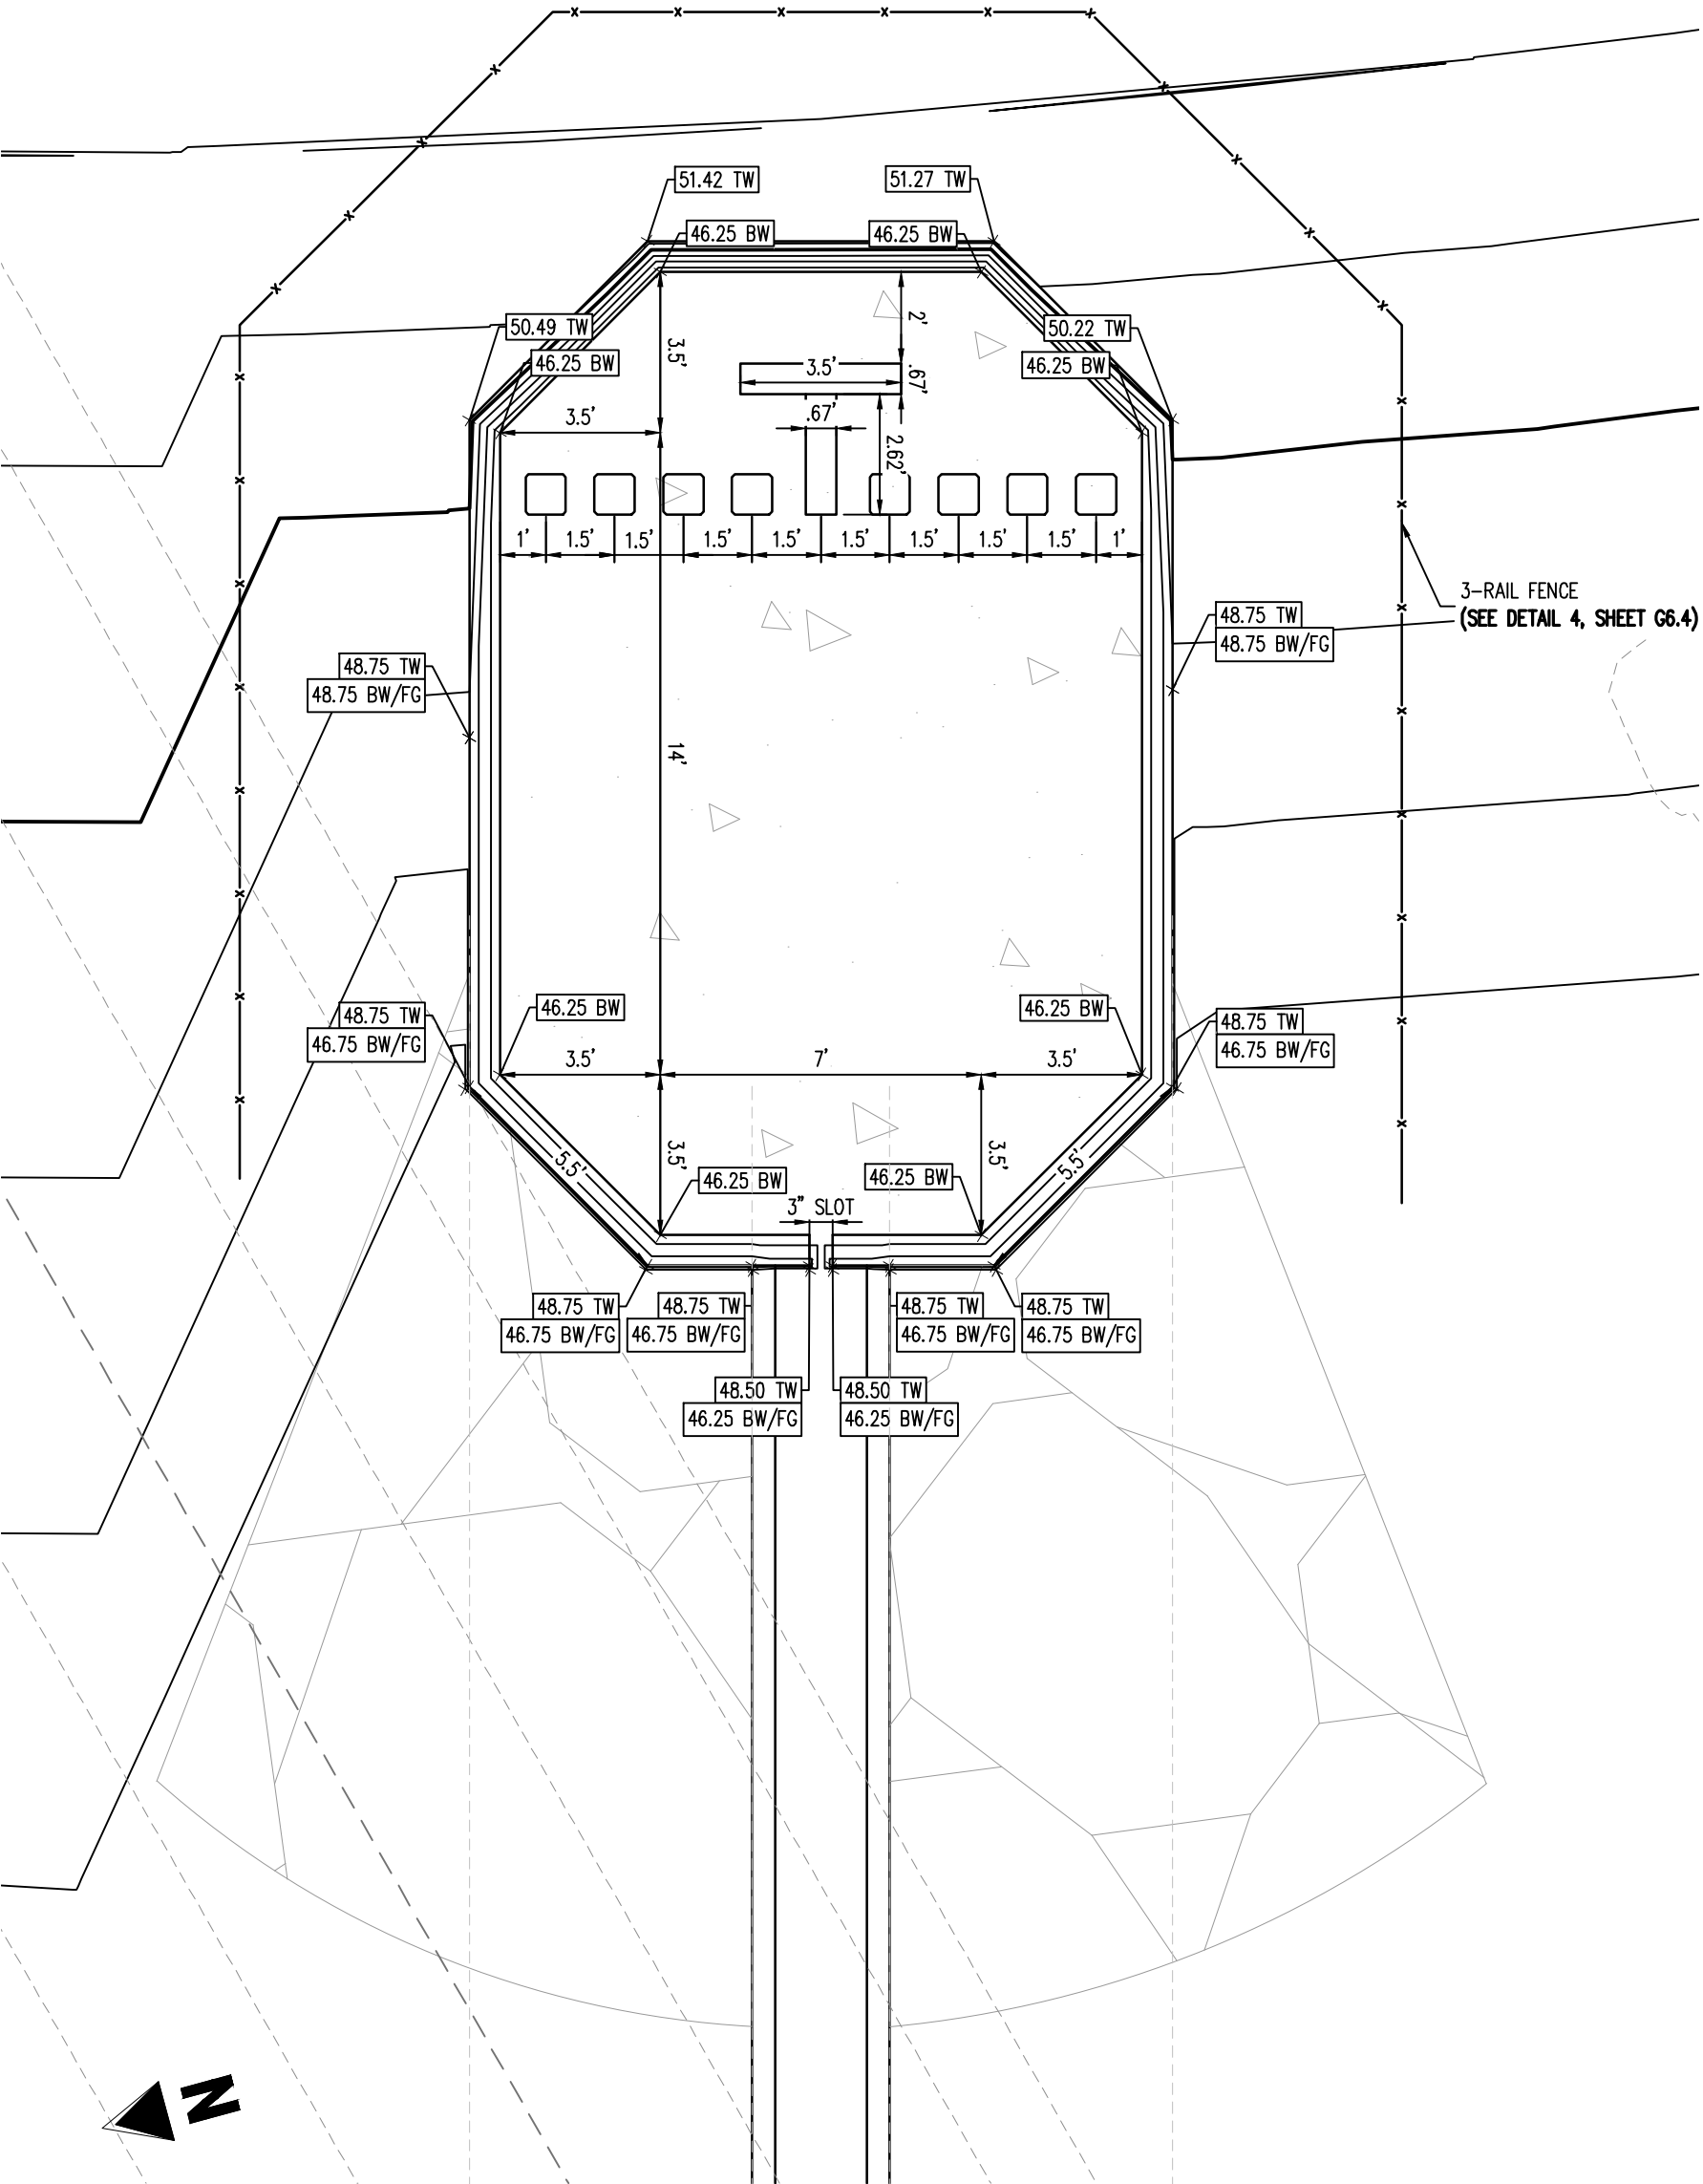 51.42 TW
51.27 TW
46.25 BW
46.25 BW
50.49 TW
50.22 TW
46.25 BW
46.25 BW
2'
3.5'
3.5'
.67'
3.5'
.67'
2.62'
1'
1.5'
1.5'
1.5'
1.5'
1.5'
1.5'
1.5'
1.5'
1'
3-RAIL FENCE
(SEE DETAIL 4, SHEET G6.4)
48.75 TW
48.75 BW/FG
48.75 TW
48.75 BW/FG
14'
46.25 BW
46.25 BW
48.75 TW
46.75 BW/FG
48.75 TW
46.75 BW/FG
3.5'
7'
3.5'
5.5'
3.5'
3.5'
5.5'
46.25 BW
46.25 BW
3" SLOT
48.75 TW
46.75 BW/FG
48.75 TW
46.75 BW/FG
48.75 TW
46.75 BW/FG
48.75 TW
46.75 BW/FG
48.50 TW
46.25 BW/FG
48.50 TW
46.25 BW/FG
N